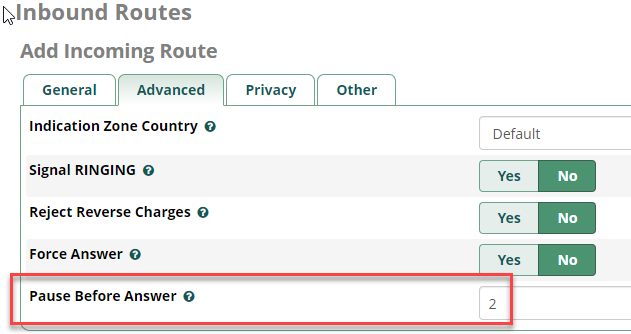 Inbound Routes
Add Incoming Route
General Advanced Privacy Other
Indication Zone Country ? Default
Signal RINGING ? Yes No
Reject Reverse Charges ? Yes No
Force Answer ? Yes No
Pause Before Answer ? 2